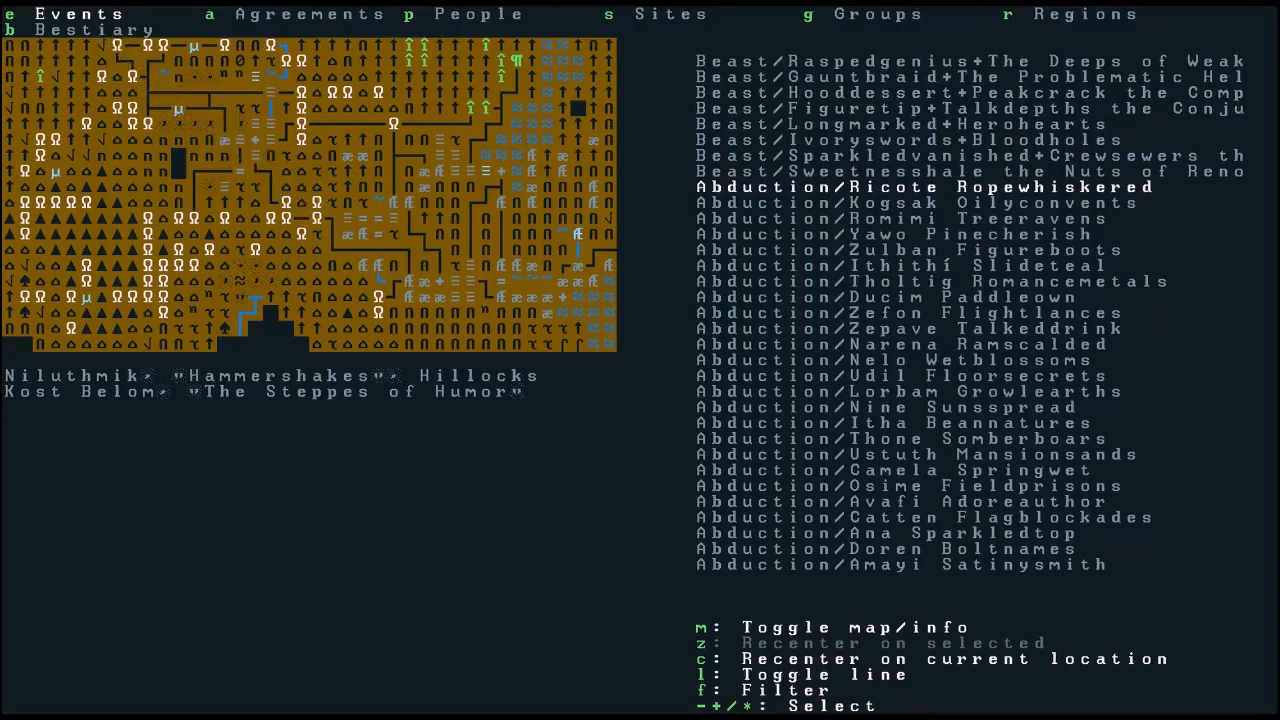 e Events a Agreements p People s Sites g Groups r Regions
b Bestiary
Beast/Raspedgenius+The Deeps of Weak
Beast/Gauntbraid+The Problematic Hel
Beast/Hooddessert+Peakcrack the Comp
Beast/Figuretip+Talkdepths the Conju
Beast/Longmarked+Herohearts
Beast/Ivoryswords+Bloodholes
Beast/Sparkledvanished+Crewsewers th
Beast/Sweetnesshale the Nuts of Reno
Abduction/Ricote Ropewhiskered
Abduction/Kogsak Oilyconvents
Abduction/Romimi Treeravens
Abduction/Yawo Pinecherish
Abduction/Zulban Figureboots
Abduction/Ithithí Slideteal
Abduction/Tholtig Romancemetals
Abduction/Ducim Paddleown
Abduction/Zefon Flightlances
Abduction/Zepave Talkeddrink
Abduction/Narena Ramscalded
Abduction/Nelo Wetblossoms
Abduction/Udil Floorsecrets
Abduction/Lorbam Growlearths
Abduction/Nine Sunsspread
Abduction/Itha Beannatures
Abduction/Thone Somberboars
Abduction/Ustuth Mansionsands
Abduction/Camela Springwet
Abduction/Osime Fieldprisons
Abduction/Avafi Adoreauthor
Abduction/Catten Flagblockades
Abduction/Ana Sparkledtop
Abduction/Doren Boltnames
Abduction/Amayi Satinysmith
Niluthmik, "Hammershakes", Hillocks
Kost Belom, "The Steppes of Humor"
m: Toggle map/info
z: Recenter on selected
c: Recenter on current location
l: Toggle line
f: Filter
-+/*: Select